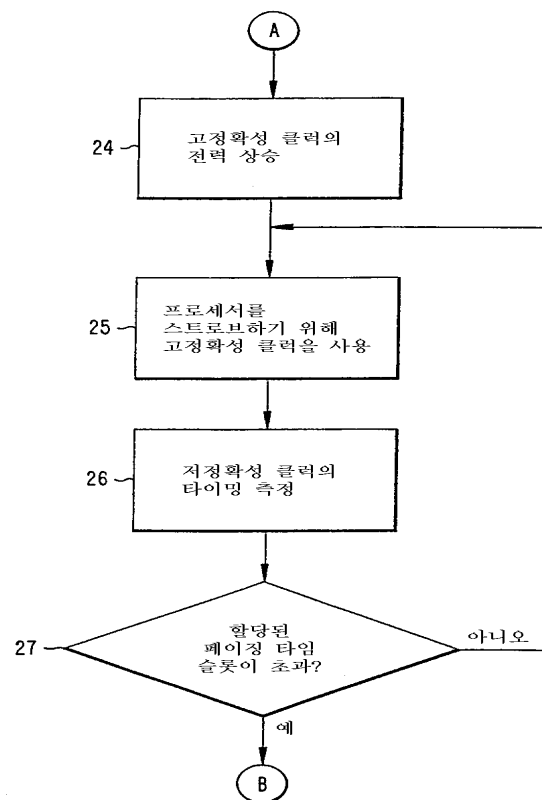 A
24
고정확성 클럭의
전력 상승
25
프로세서를
스트로브하기 위해
고정확성 클럭을 사용
26
저정확성 클럭의
타이밍 측정
27
할당된
페이징 타임
슬롯이 초과?
아니오
예
B